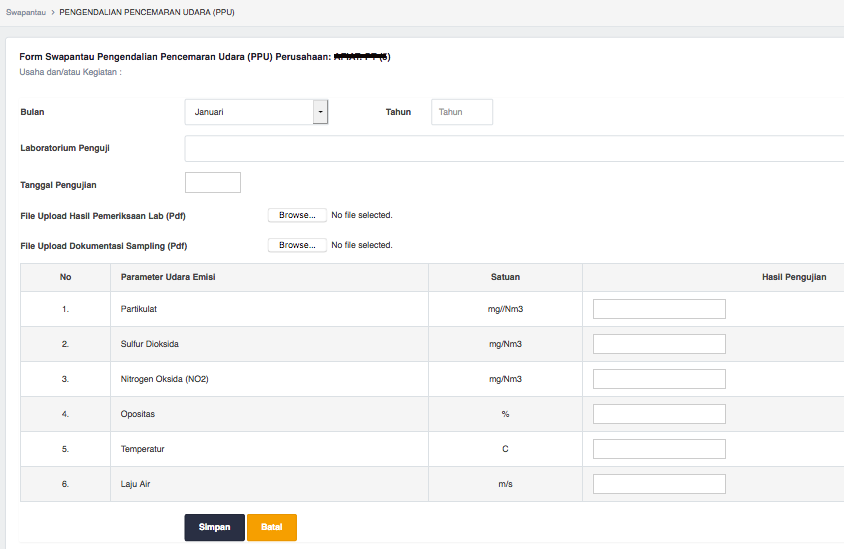 Swapantau > PENGENDALIAN PENCEMARAN UDARA (PPU)
Form Swapantau Pengendalian Pencemaran Udara (PPU) Perusahaan:
Usaha dan/atau Kegiatan :
Bulan Januari Tahun Tahun
Laboratorium Penguji
Tanggal Pengujian
File Upload Hasil Pemeriksaan Lab (Pdf) Browse... No file selected.
File Upload Dokumentasi Sampling (Pdf) Browse... No file selected.
No Parameter Udara Emisi Satuan Hasil Pengujian
1. Partikulat mg//Nm3
2. Sulfur Dioksida mg/Nm3
3. Nitrogen Oksida (NO2) mg/Nm3
4. Opositas %
5. Temperatur C
6. Laju Air m/s
Simpan Batal